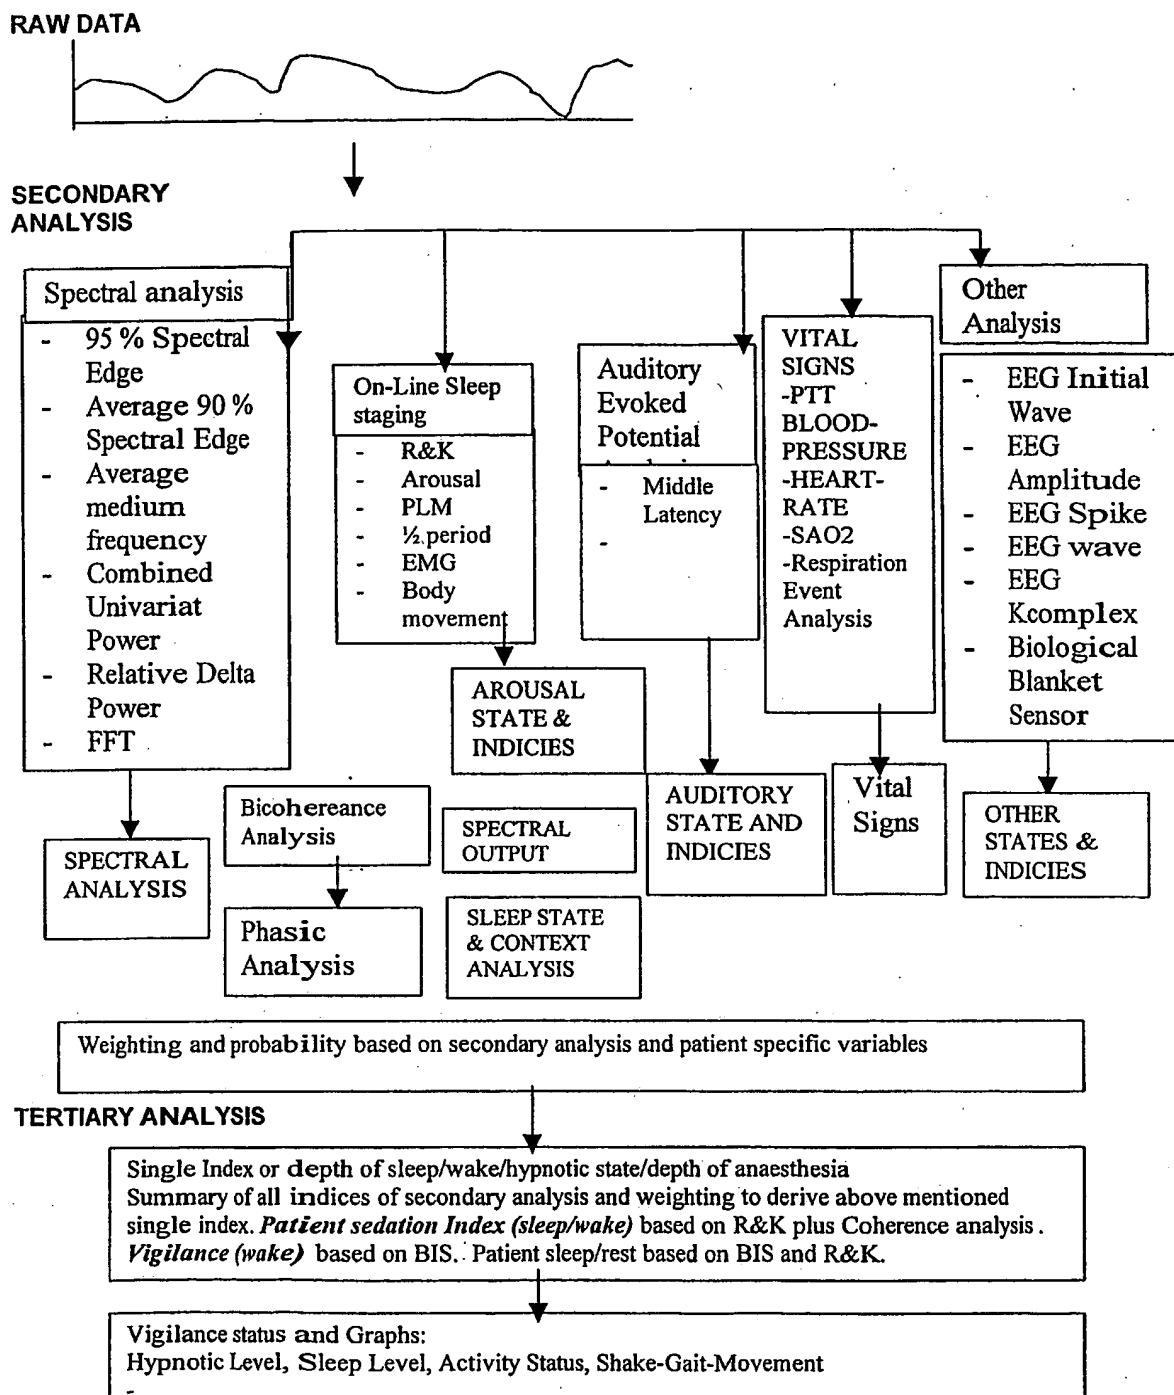 RAW DATA
SECONDARY
ANALYSIS
Spectral analysis
- 95 % Spectral
Edge
- Average 90 %
Spectral Edge
- Average
medium
frequency
- Combined
Univariat
Power
- Relative Delta
Power
- FFT
On-Line Sleep
staging
- R&K
- Arousal
- PLM
- ½ period
- EMG
- Body
movement
Auditory
Evoked
Potential
- Middle
Latency
-
VITAL
SIGNS
-PTT
BLOOD-
PRESSURE
-HEART-
RATE
-SAO2
-Respiration
Event
Analysis
Other
Analysis
- EEG Initial
Wave
- EEG
Amplitude
- EEG Spike
- EEG wave
- EEG
Kcomplex
- Biological
Blanket
Sensor
SPECTRAL
ANALYSIS
Bicohereance
Analysis
Phasic
Analysis
AROUSAL
STATE &
INDICIES
SPECTRAL
OUTPUT
SLEEP STATE
& CONTEXT
ANALYSIS
AUDITORY
STATE AND
INDICIES
Vital
Signs
OTHER
STATES &
INDICIES
Weighting and probability based on secondary analysis and patient specific variables
TERTIARY ANALYSIS
Single Index or depth of sleep/wake/hypnotic state/depth of anaesthesia
Summary of all indices of secondary analysis and weighting to derive above mentioned
single index. Patient sedation Index (sleep/wake) based on R&K plus Coherence analysis.
Vigilance (wake) based on BIS. Patient sleep/rest based on BIS and R&K.
Vigilance status and Graphs:
Hypnotic Level, Sleep Level, Activity Status, Shake-Gait-Movement
-